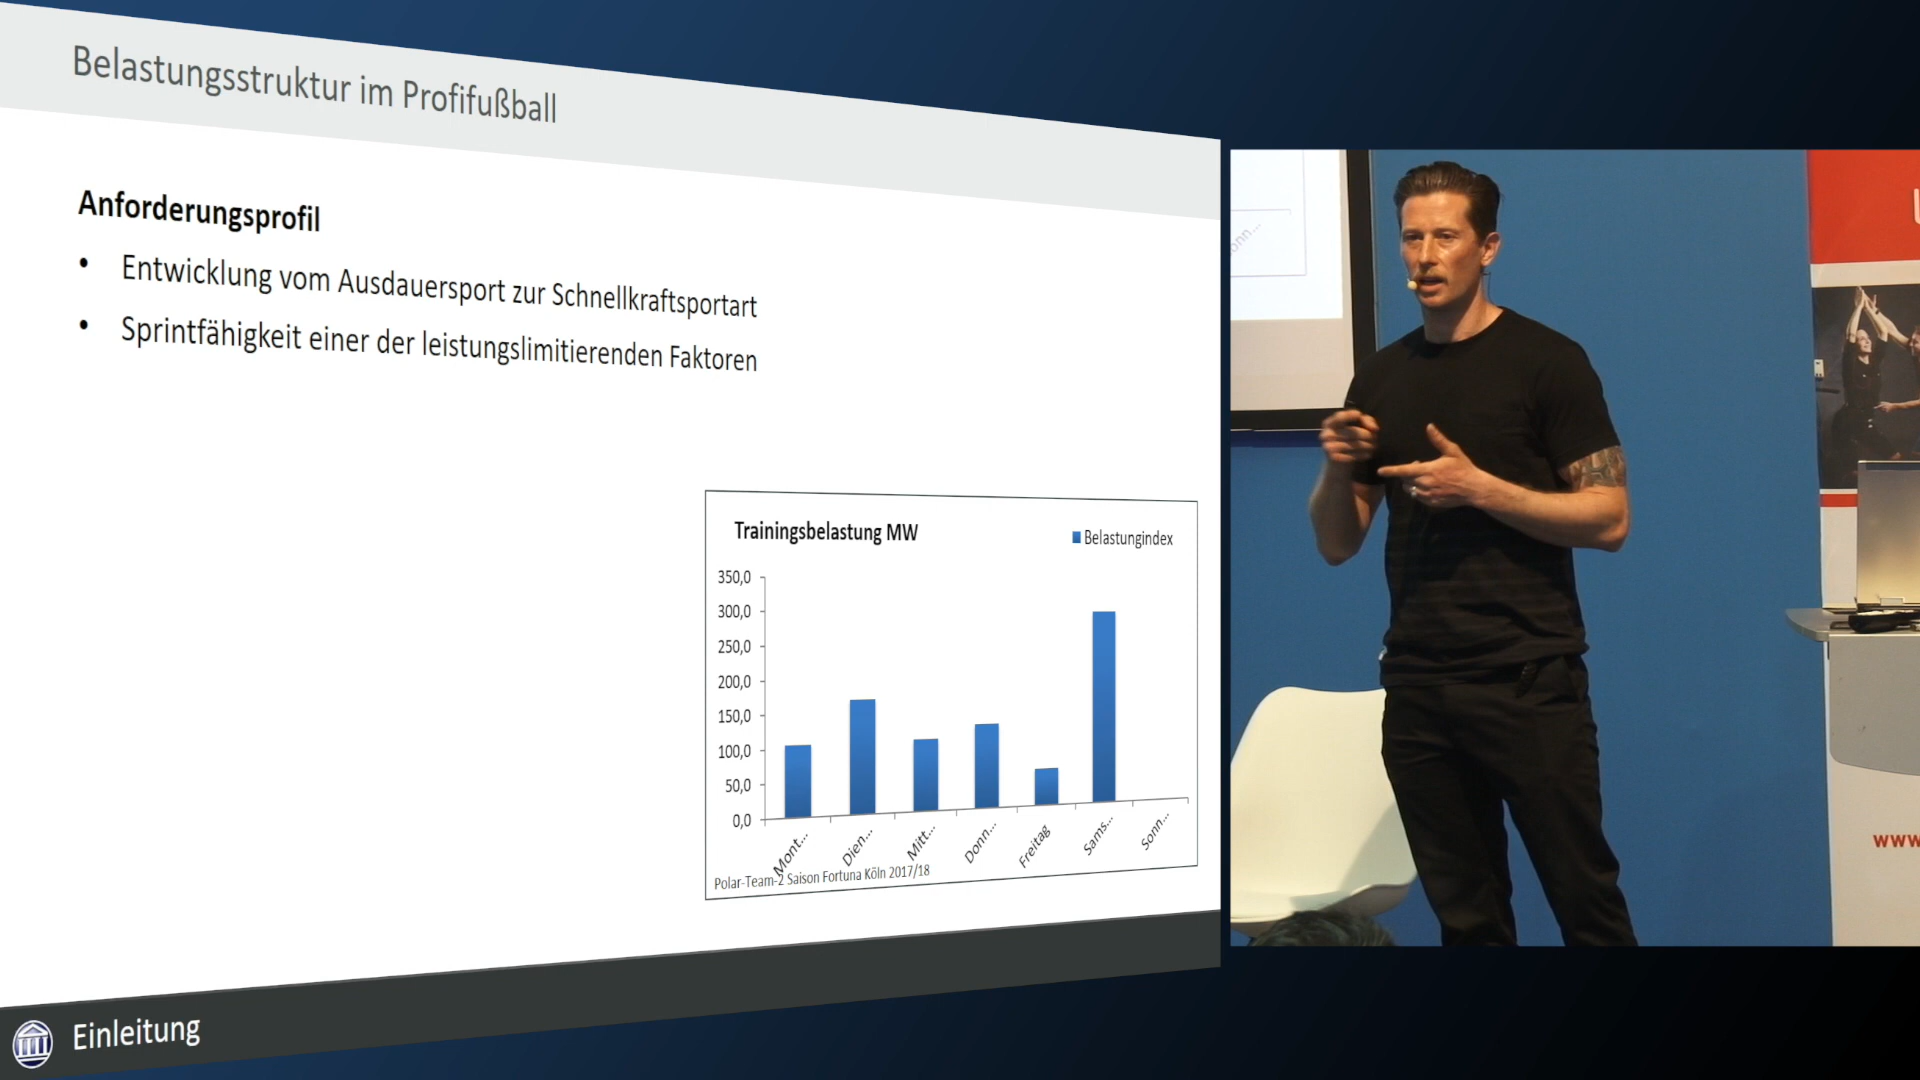 Belastungsstruktur im Profifußball
Anforderungsprofil
• Entwicklung vom Ausdauersport zur Schnellkraftsportart
• Sprintfähigkeit einer der leistungslimitierenden Faktoren
Trainingsbelastung MW
Belastungindex
350,0
300,0
250,0
200,0
150,0
100,0
50,0
0,0
Mont...
Dien...
Mitt...
Donn...
Freitag
Sams...
Sonn...
Polar-Team-2 Saison Fortuna Köln 2017/18
Einleitung
onn...
www